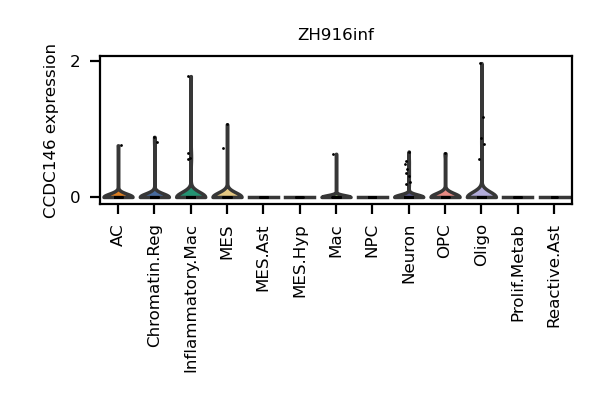 ZH916inf
CCDC146 expression
2
0
AC
Chromatin.Reg
Inflammatory.Mac
MES
MES.Ast
MES.Hyp
Mac
NPC
Neuron
OPC
Oligo
Prolif.Metab
Reactive.Ast